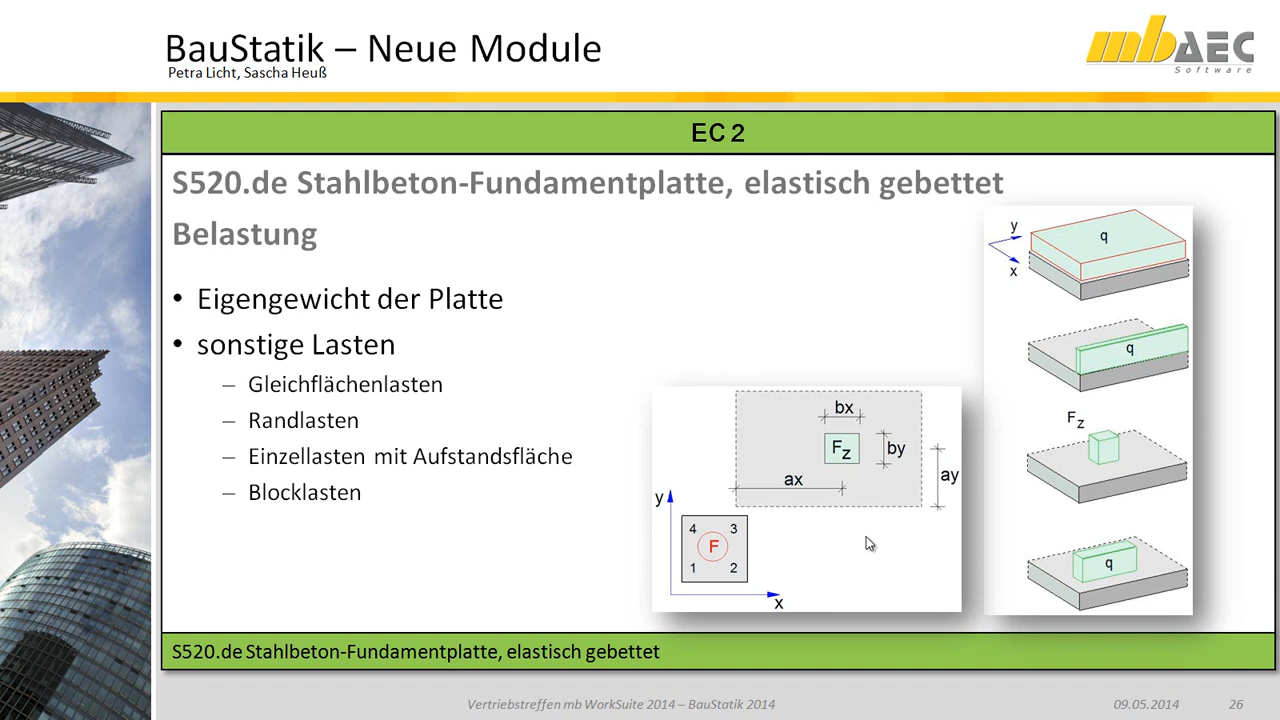 BauStatik – Neue Module
Petra Licht, Sascha Heuß
mbAEC
Software
EC 2
S520.de Stahlbeton-Fundamentplatte, elastisch gebettet
Belastung
• Eigengewicht der Platte
• sonstige Lasten
– Gleichflächenlasten
– Randlasten
– Einzellasten mit Aufstandsfläche
– Blocklasten
bx
Fz
by
ax
ay
y
4 3
F
1 2
x
y
q
x
q
Fz
q
S520.de Stahlbeton-Fundamentplatte, elastisch gebettet
Vertriebstreffen mb WorkSuite 2014 – BauStatik 2014
09.05.2014
26